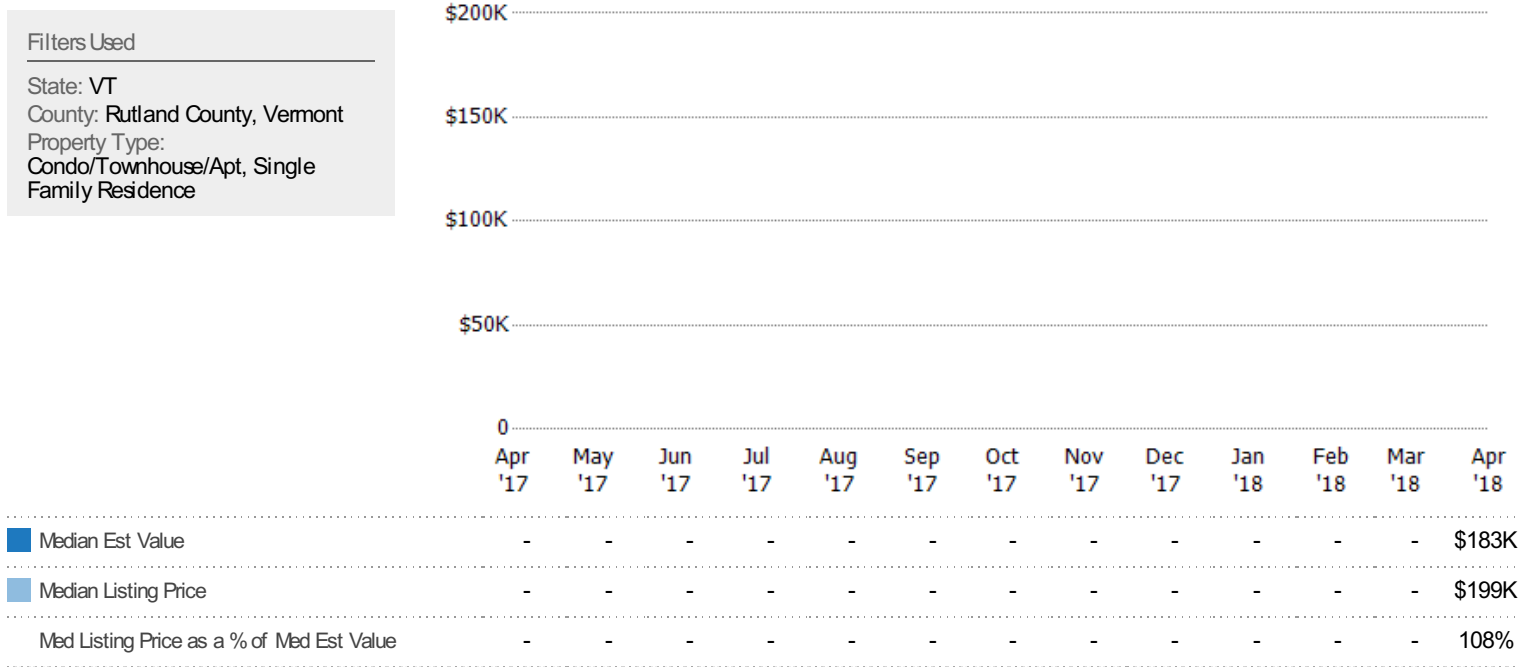 Filters Used
State: VT
County: Rutland County, Vermont
Property Type:
Condo/Townhouse/Apt, Single
Family Residence
$200K
$150K
$100K
$50K
0
Apr May Jun Jul Aug Sep Oct Nov Dec Jan Feb Mar Apr
'17 '17 '17 '17 '17 '17 '17 '17 '17 '18 '18 '18 '18
Median Est Value - - - - - - - - - - - - $183K
Median Listing Price - - - - - - - - - - - - $199K
Med Listing Price as a % of Med Est Value - - - - - - - - - - - - 108%